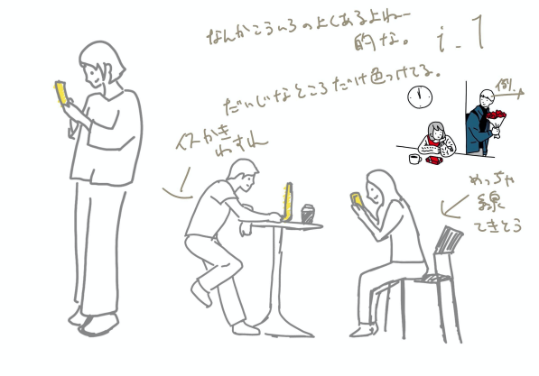 なんかこういうのよくあるよねー
的な。
i.1
だいじなところだけ色つけてる。
例.
イスかき
わすれ
めっちゃ
線
てきとう